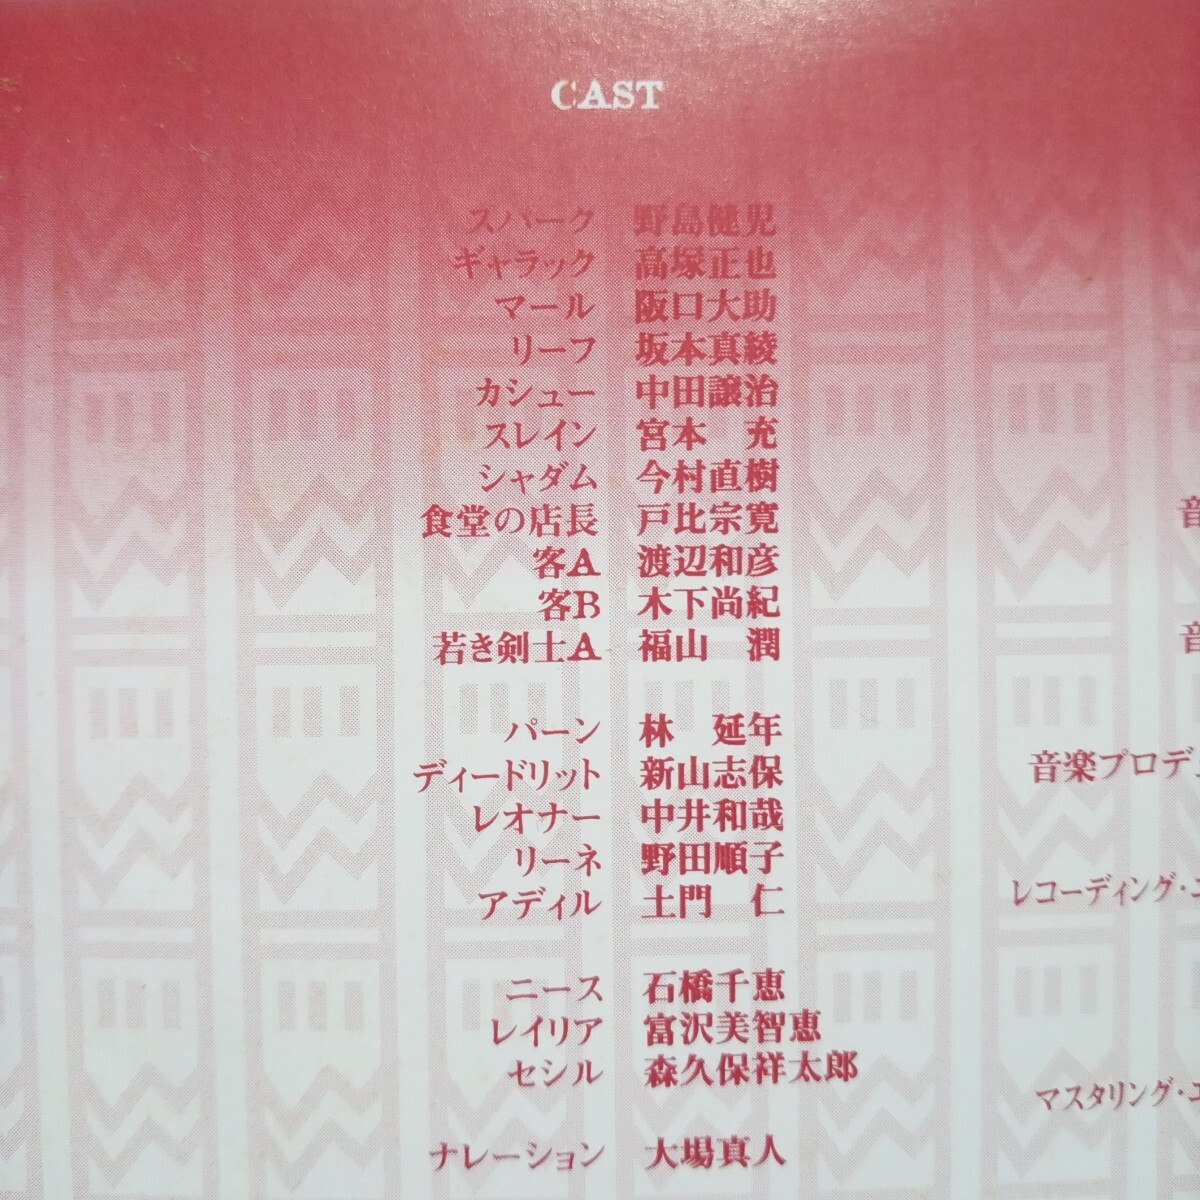 CAST
スパーク 野島健児
ギャラック 高塚正也
マール 阪口大助
リーフ 坂本真綾
カシュー 中田譲治
スレイン 宮本 充
シャダム 今村直樹
食堂の店長 戸比宗寛
客A 渡辺和彦
客B 木下尚紀
若き剣士A 福山 潤
パーン 林 延年
ディードリット 新山志保
レオナー 中井和哉
リーネ 野田順子
アディル 土門 仁
ニース 石橋千恵
レイリア 富沢美智恵
セシル 森久保祥太郎
ナレーション 大場真人
音
音
音楽プロデ
レコーディング・エ
マスタリング・エ